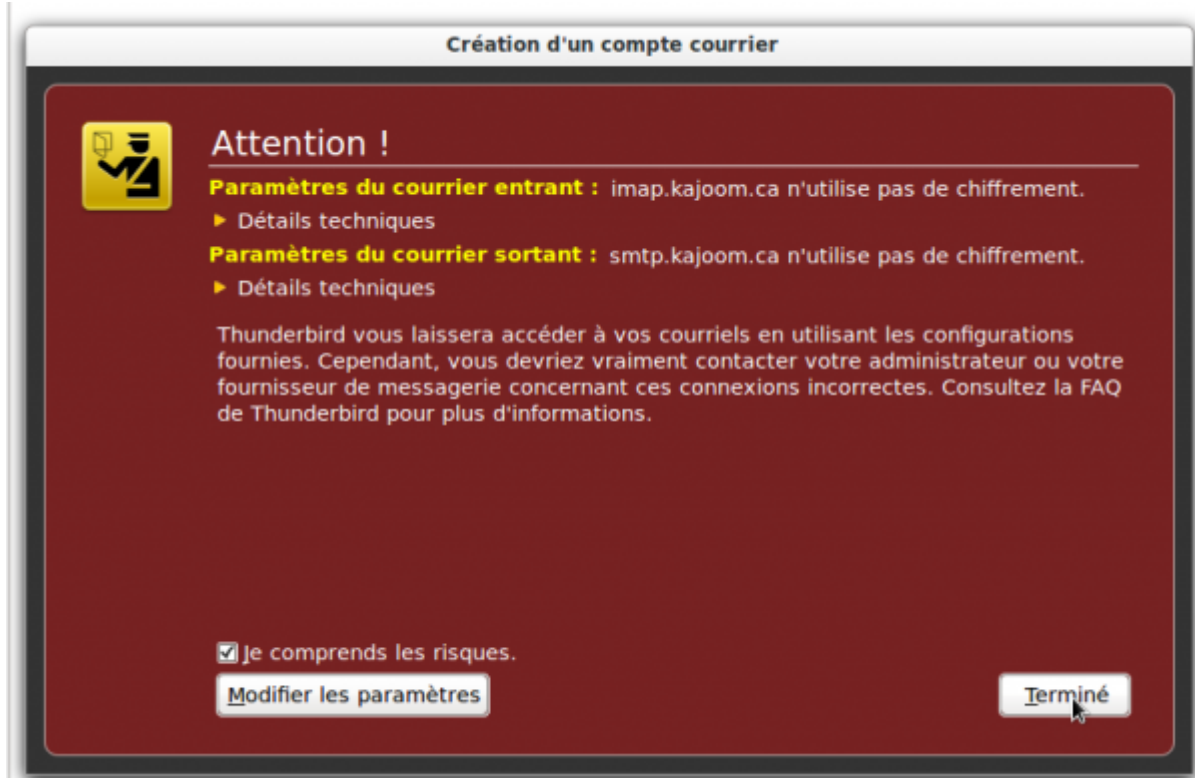 Création d'un compte courrier
Attention !
Paramètres du courrier entrant : imap.kajoom.ca n'utilise pas de chiffrement.
Détails techniques
Paramètres du courrier sortant : smtp.kajoom.ca n'utilise pas de chiffrement.
Détails techniques
Thunderbird vous laissera accéder à vos courriels en utilisant les configurations
fournies. Cependant, vous devriez vraiment contacter votre administrateur ou votre
fournisseur de messagerie concernant ces connexions incorrectes. Consultez la FAQ
de Thunderbird pour plus d'informations.
Je comprends les risques.
Modifier les paramètres
Terminé